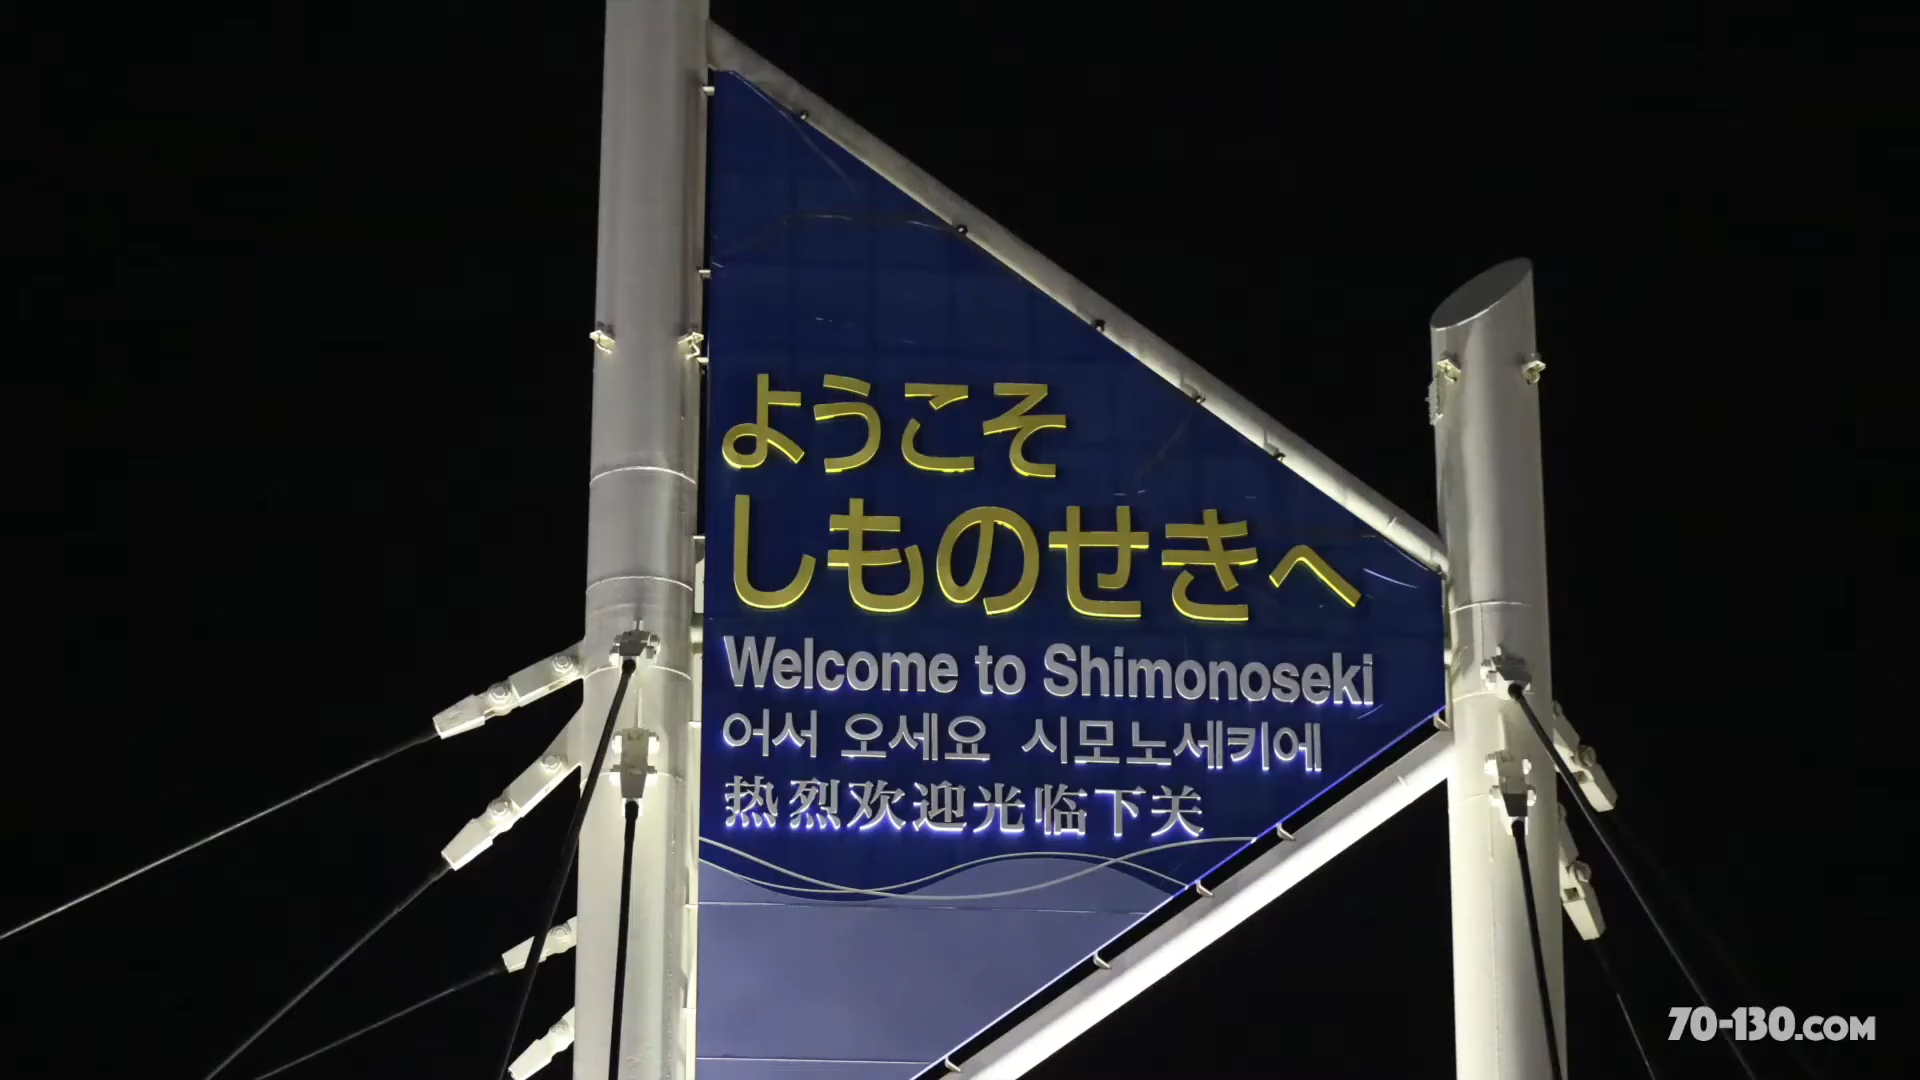 ようこそ
しものせきへ
Welcome to Shimonoseki
어서 오세요 시모노세키에
热烈欢迎光临下关
70-130.COM